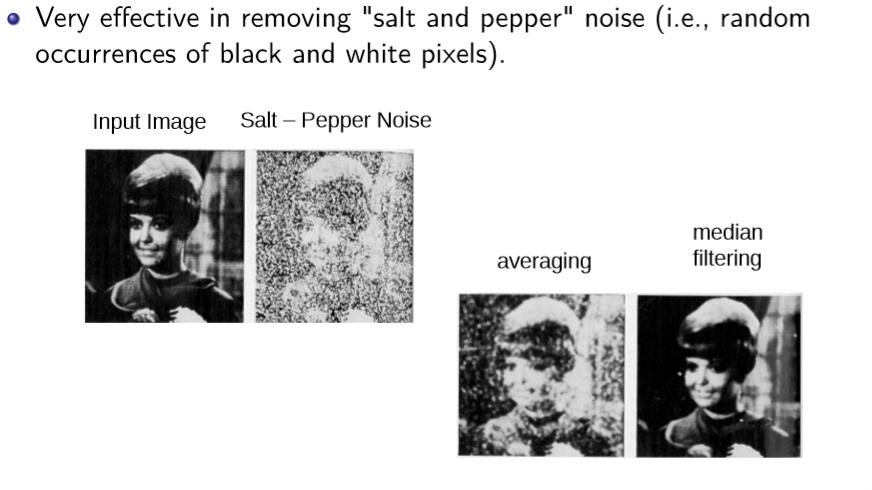 Very effective in removing "salt and pepper" noise (i.e., random
occurrences of black and white pixels).
Input Image
Salt – Pepper Noise
averaging
median
filtering